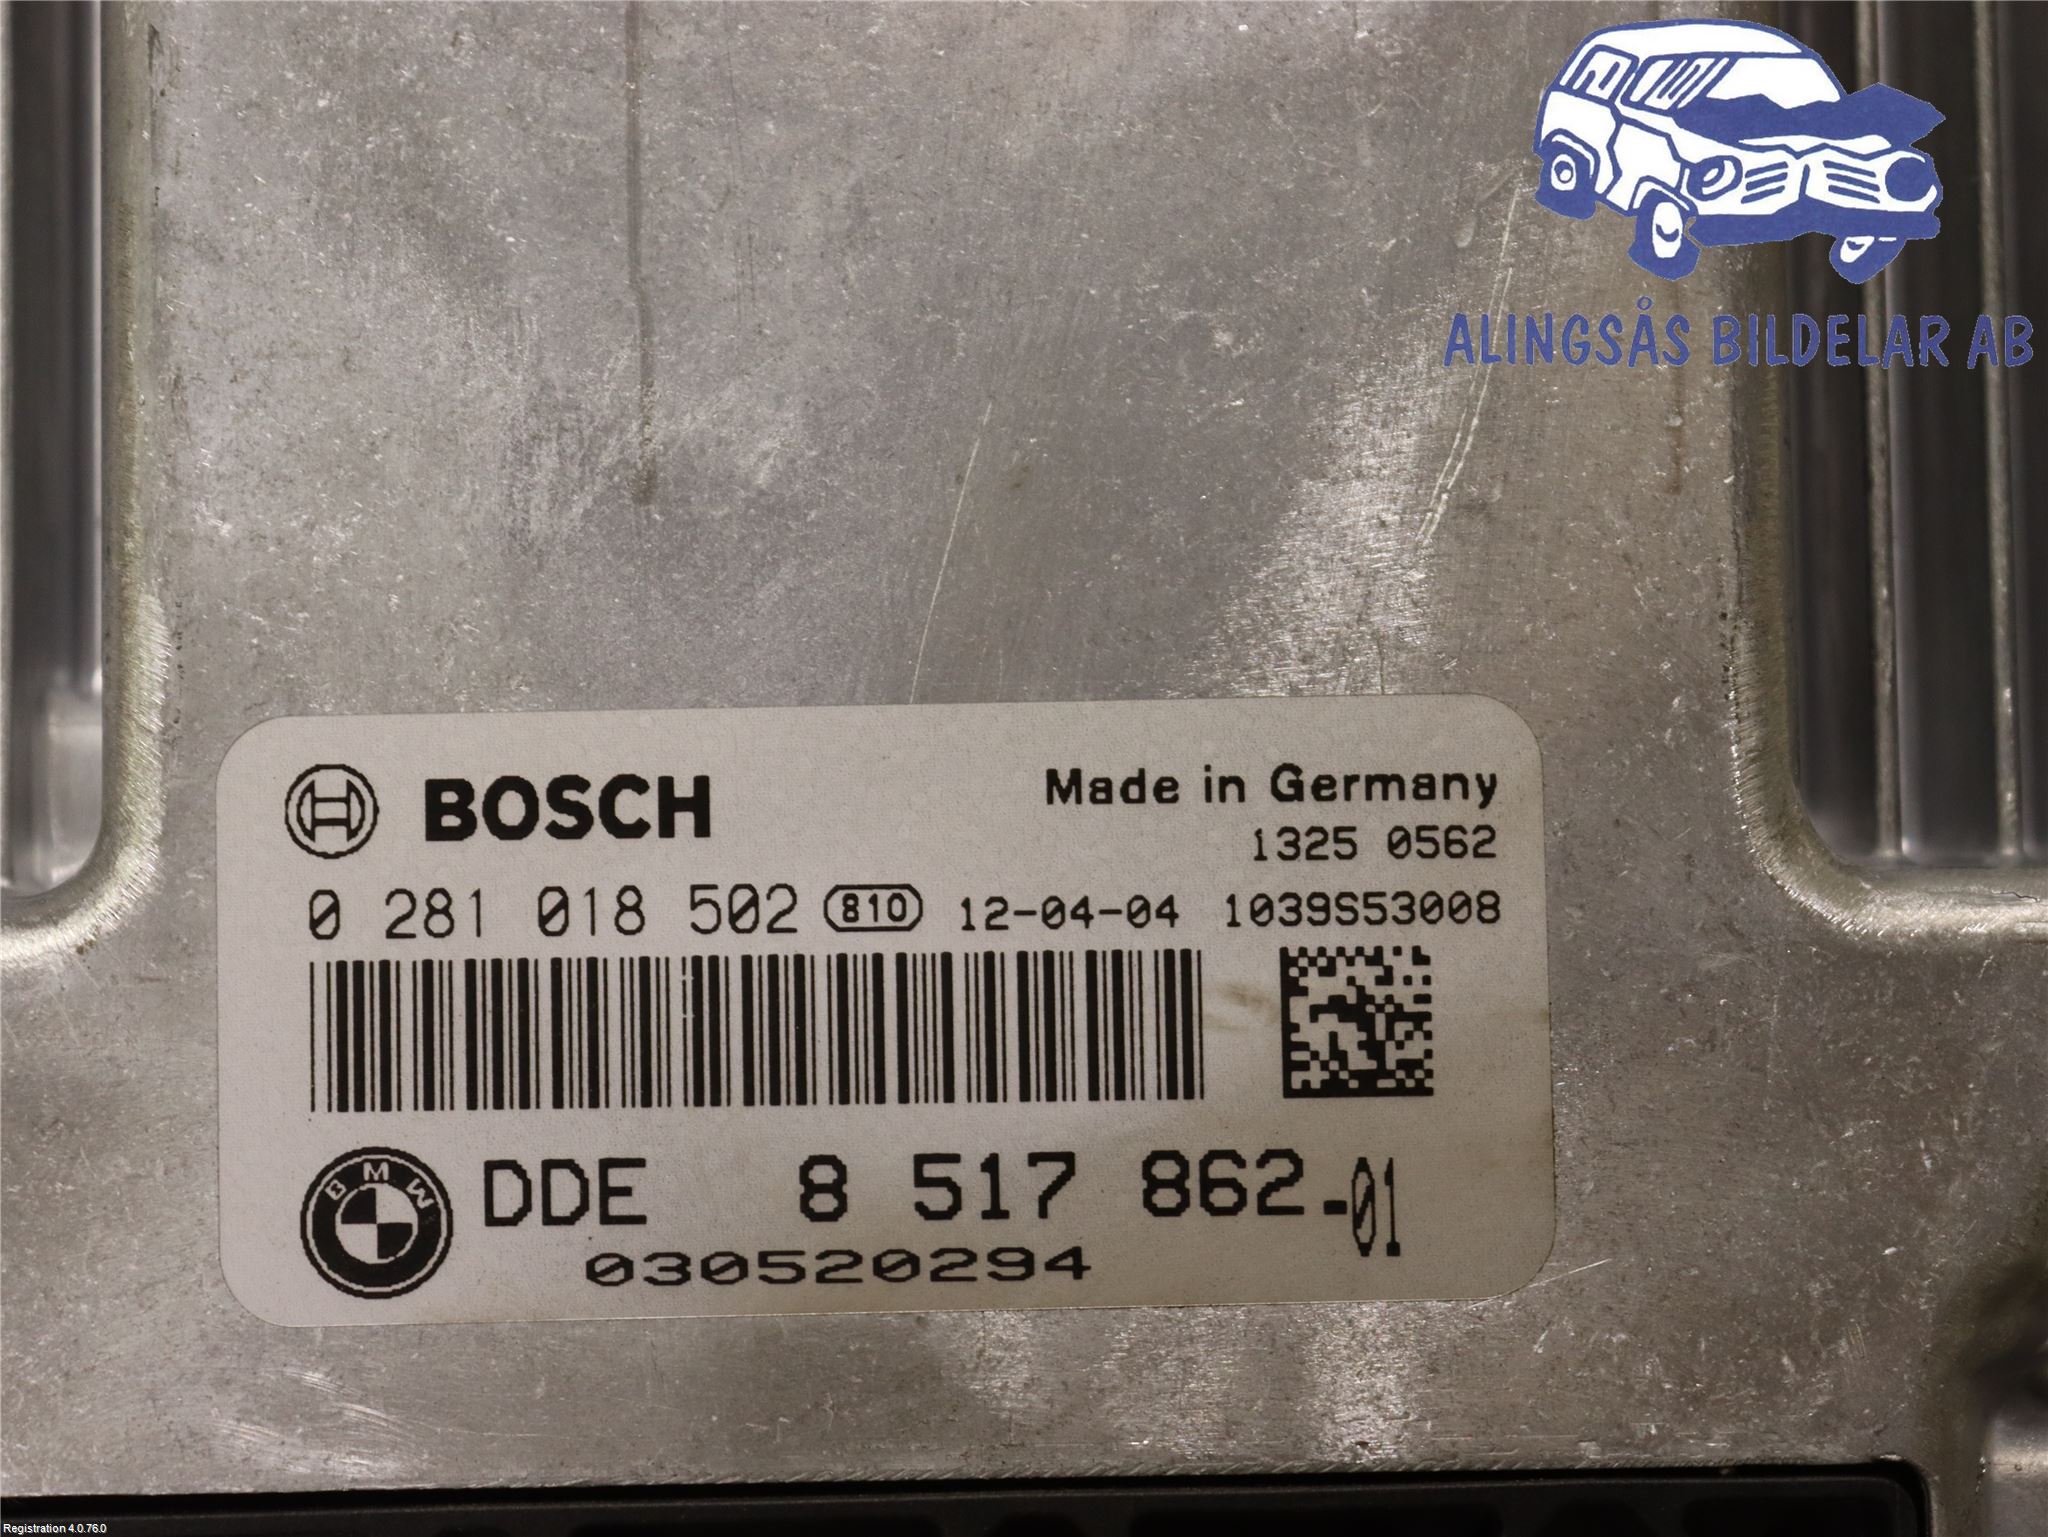 ALINGSÅS BILDELAR AB
BOSCH
Made in Germany
1325 0562
0 281 018 502 810 12-04-04 1039S53008
BMW
DDE 8 517 862-01
030520294
Registration 4.0.76.0